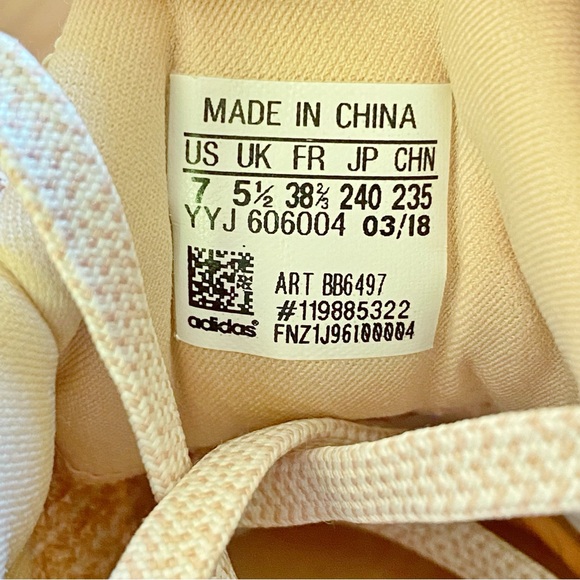 MADE IN CHINA
US UK FR JP CHN
7 5½ 38⅔ 240 235
YYJ 606004 03/18
ART BB6497
#119885322
adidas®
FNZ1J96100004